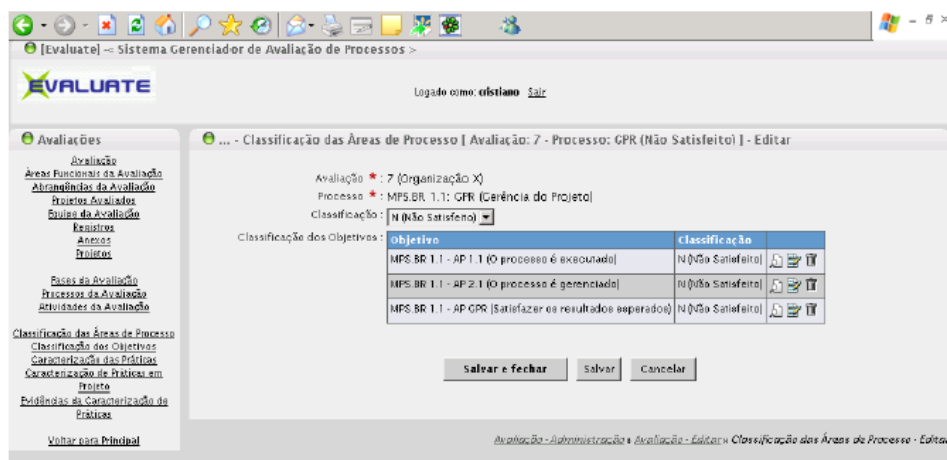 [Evaluate] -< Sistema Gerenciador de Avaliação de Processos >
EVALUATE
Logado como: cristiano Sair
Avaliações
... - Classificação das Áreas de Processo [ Avaliação: 7 - Processo: GPR (Não Satisfeito) ] - Editar
Avaliação
Áreas Funcionais da Avaliação
Abrangências da Avaliação
Projetos Avaliados
Equipe da Avaliação
Registros
Anexos
Projetos
Fases da Avaliação
Processos da Avaliação
Atividades da Avaliação
Classificação das Áreas de Processo
Classificação dos Objetivos
Caracterização das Práticas
Caracterização de Práticas em
Projeto
Evidências da Caracterização de
Práticas
Voltar para Principal
Avaliação * : 7 (Organização X)
Processo * : MPS.BR 1.1: GPR (Gerência do Projeto)
Classificação : N (Não Satisfeito)
Classificação dos Objetivos :
Objetivo Classificação
MPS.BR 1.1 - AP 1.1 (O processo é executado) N (Não Satisfeito)
MPS.BR 1.1 - AP 2.1 (O processo é gerenciado) N (Não Satisfeito)
MPS.BR 1.1 - AP GPR (Satisfazer os resultados esperados) N (Não Satisfeito)
Salvar e fechar Salvar Cancelar
Avaliação - Administração » Avaliação - Editar » Classificação das Áreas de Processo - Editar